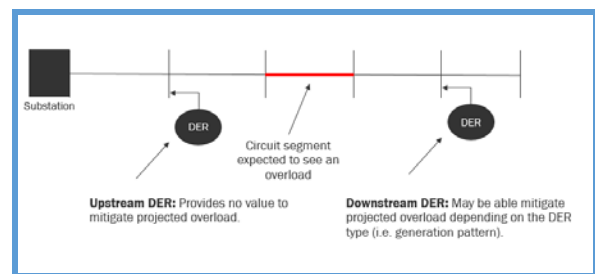 Substation
DER
DER
Circuit segment
expected to see an
overload
Upstream DER: Provides no value to
mitigate projected overload.
Downstream DER: May be able mitigate
projected overload depending on the DER
type (i.e. generation pattern).